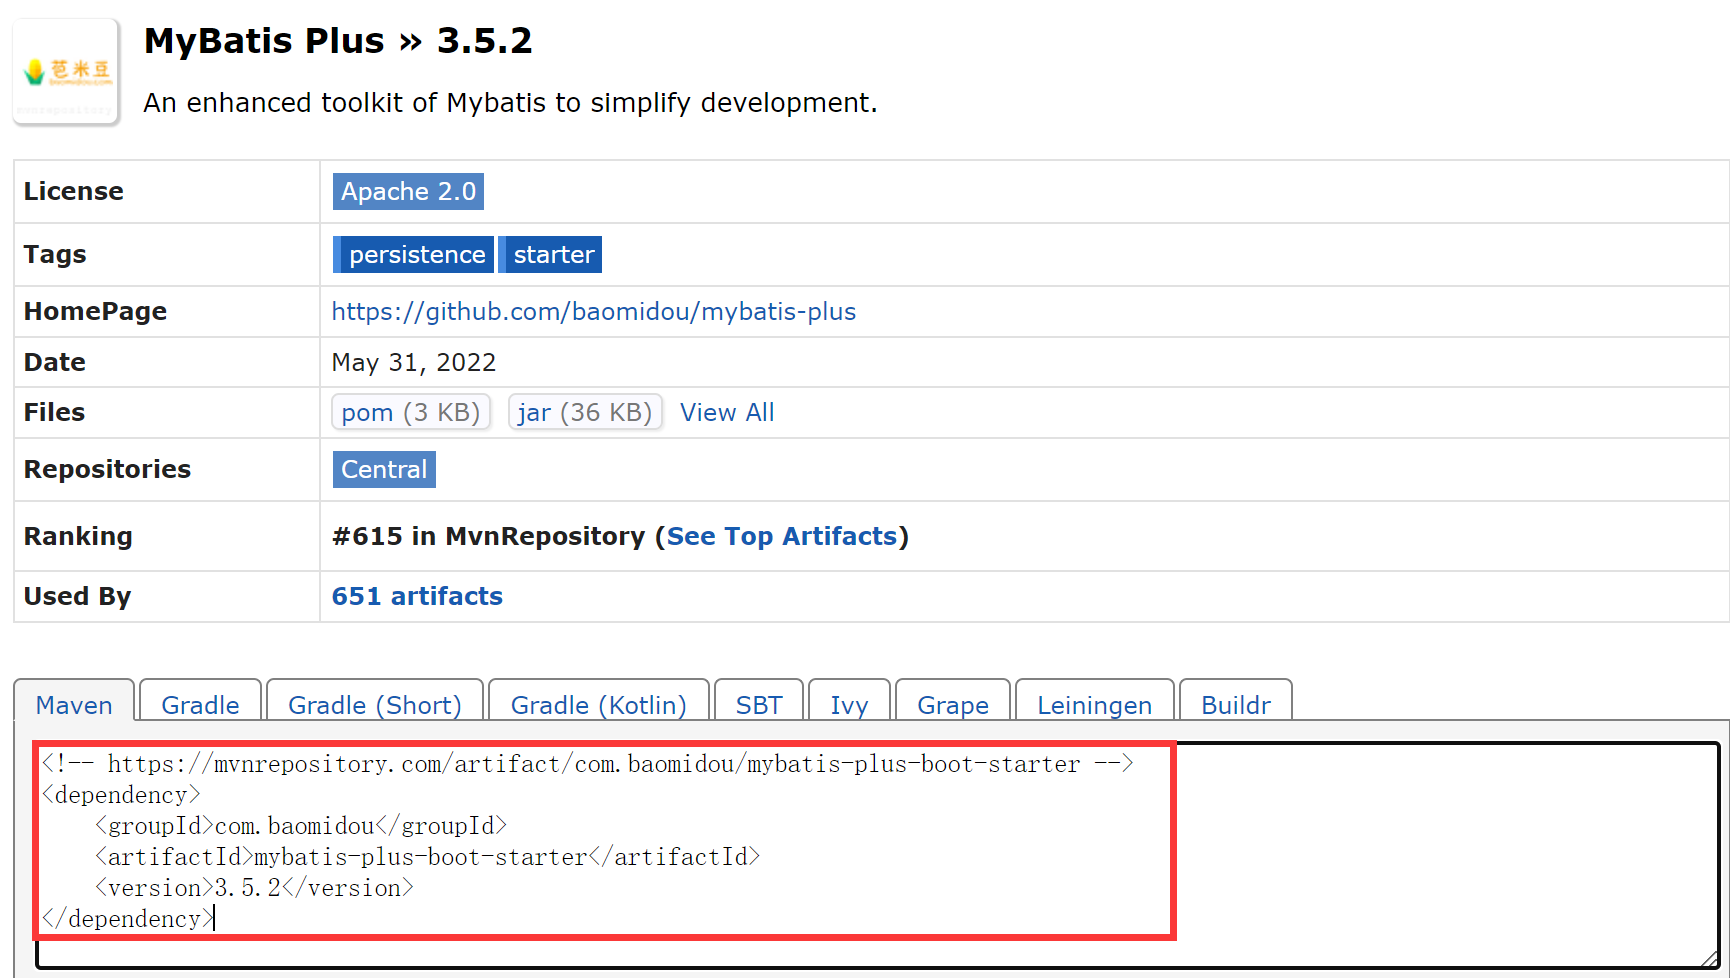 MyBatis Plus » 3.5.2
芭米豆
baomidou.com
mvnrepository
An enhanced toolkit of Mybatis to simplify development.
License Apache 2.0
Tags persistence starter
HomePage https://github.com/baomidou/mybatis-plus
Date May 31, 2022
Files pom (3 KB) jar (36 KB) View All
Repositories Central
Ranking #615 in MvnRepository (See Top Artifacts)
Used By 651 artifacts
Maven Gradle Gradle (Short) Gradle (Kotlin) SBT Ivy Grape Leiningen Buildr
<!-- https://mvnrepository.com/artifact/com.baomidou/mybatis-plus-boot-starter -->
<dependency>
    <groupId>com.baomidou</groupId>
    <artifactId>mybatis-plus-boot-starter</artifactId>
    <version>3.5.2</version>
</dependency>